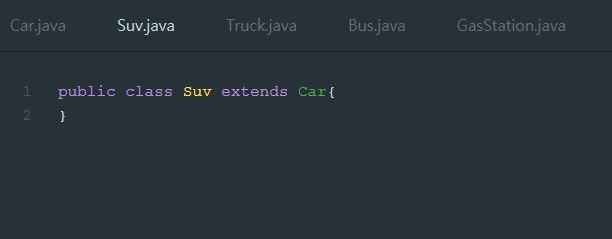 Car.java Suv.java Truck.java Bus.java GasStation.java
1 public class Suv extends Car{
2 }